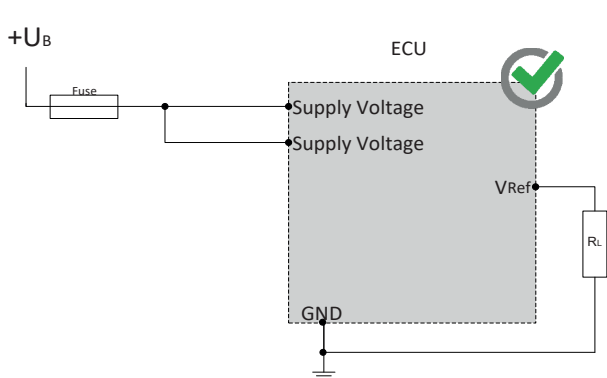 +UB
ECU
Fuse
Supply Voltage
Supply Voltage
VRef
RL
GND